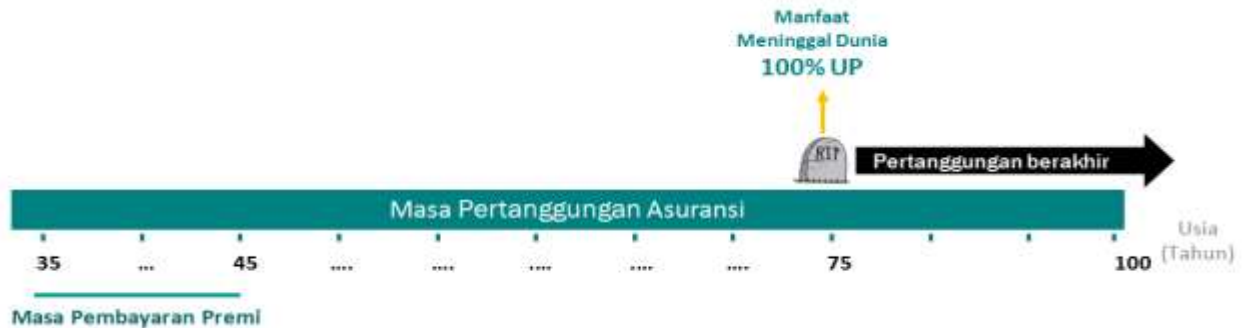 Manfaat
Meninggal Dunia
100% UP
RIP
Pertanggungan berakhir
Masa Pertanggungan Asuransi
Usia
(Tahun)
35 ... 45 .... .... .... .... .... 75 100
Masa Pembayaran Premi